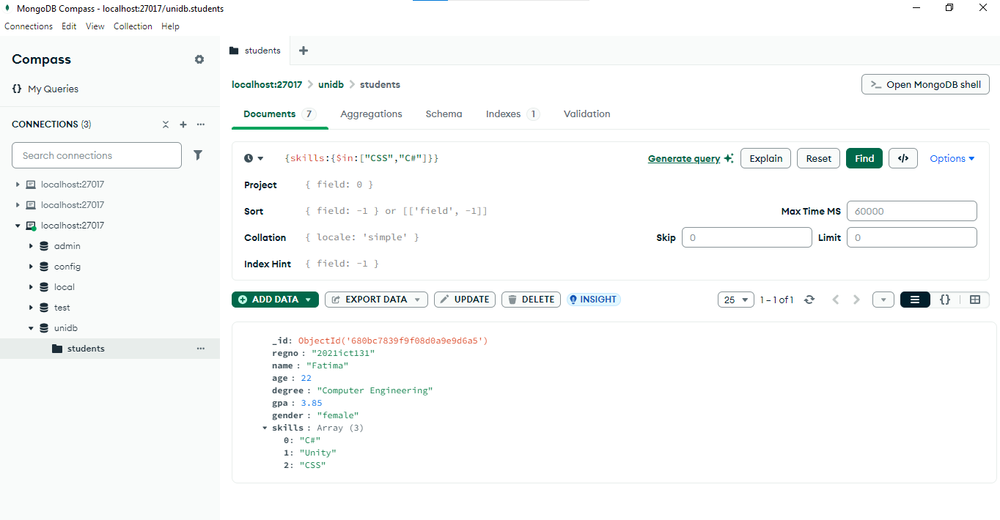 MongoDB Compass - localhost:27017/unidb.students
Connections Edit View Collection Help
Compass
My Queries
CONNECTIONS (3)
Search connections
localhost:27017
localhost:27017
localhost:27017
admin
config
local
test
unidb
students
students
localhost:27017 > unidb > students
>_ Open MongoDB shell
Documents 7 Aggregations Schema Indexes 1 Validation
{skills:{$in:["CSS","C#"]}}
Generate query Explain Reset Find </> Options
Project { field: 0 }
Sort { field: -1 } or [['field', -1]]
Max Time MS 60000
Collation { locale: 'simple' }
Skip 0 Limit 0
Index Hint { field: -1 }
ADD DATA EXPORT DATA UPDATE DELETE INSIGHT
25 1 – 1 of 1 {}
_id: ObjectId('680bc7839f9f08d0a9e9d6a5')
regno : "2021ict131"
name : "Fatima"
age : 22
degree : "Computer Engineering"
gpa : 3.85
gender : "female"
skills : Array (3)
0: "C#"
1: "Unity"
2: "CSS"